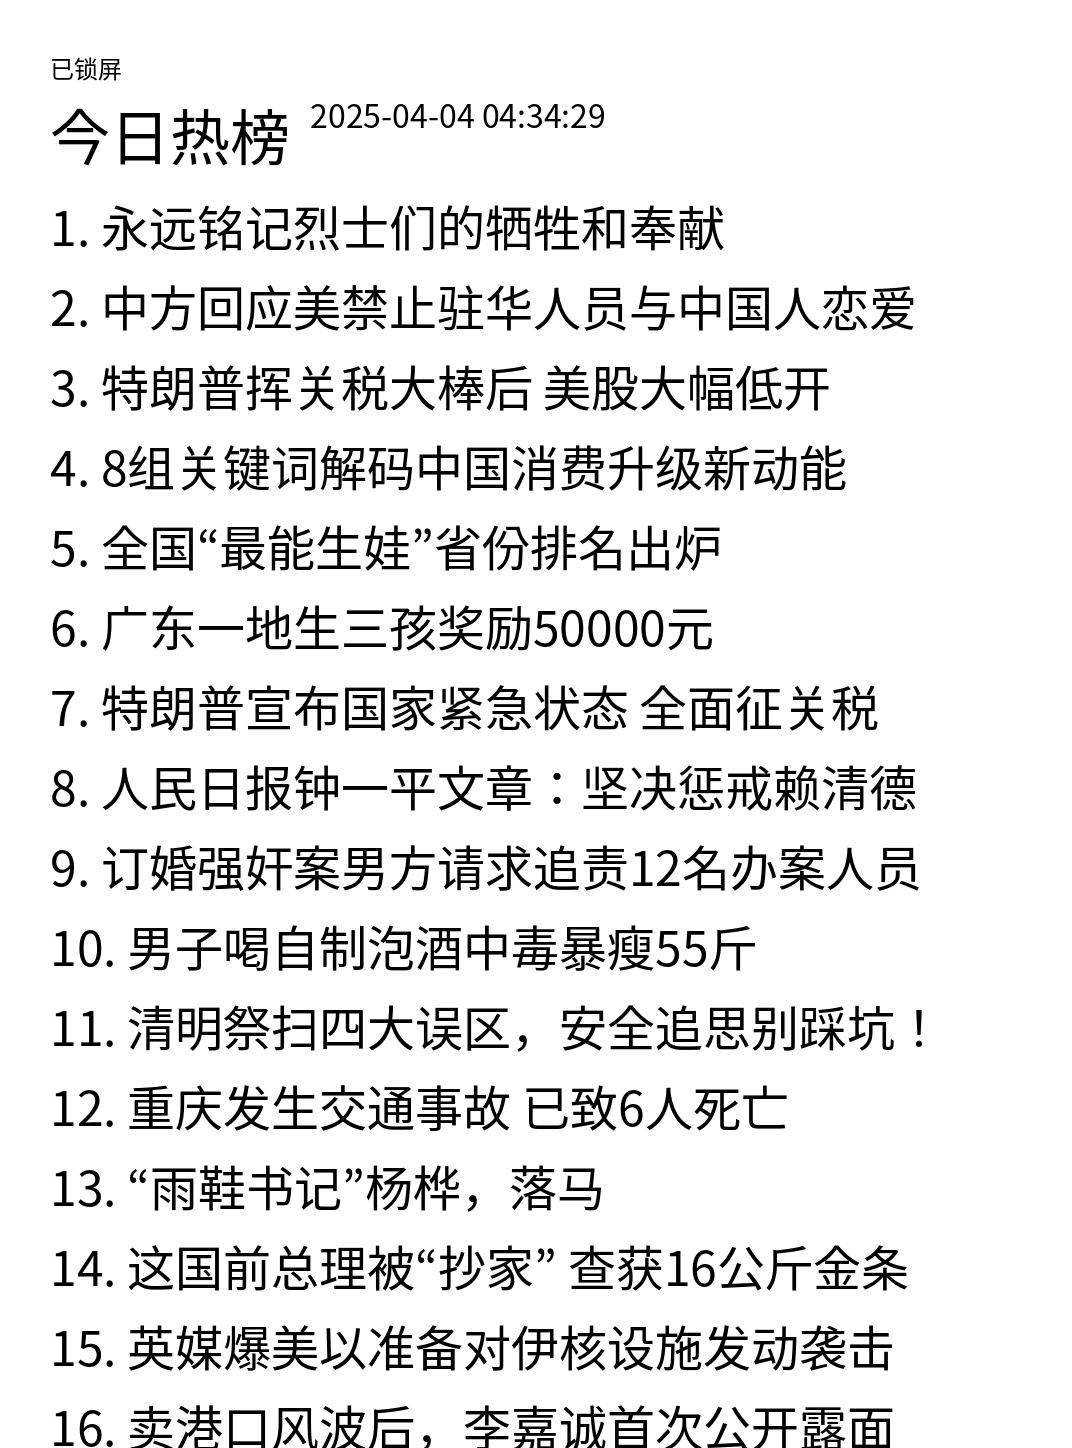 已锁屏
今日热榜 2025-04-04 04:34:29
1. 永远铭记烈士们的牺牲和奉献
2. 中方回应美禁止驻华人员与中国人恋爱
3. 特朗普挥关税大棒后 美股大幅低开
4. 8组关键词解码中国消费升级新动能
5. 全国“最能生娃”省份排名出炉
6. 广东一地生三孩奖励50000元
7. 特朗普宣布国家紧急状态 全面征关税
8. 人民日报钟一平文章：坚决惩戒赖清德
9. 订婚强奸案男方请求追责12名办案人员
10. 男子喝自制泡酒中毒暴瘦55斤
11. 清明祭扫四大误区，安全追思别踩坑！
12. 重庆发生交通事故 已致6人死亡
13. “雨鞋书记”杨桦，落马
14. 这国前总理被“抄家” 查获16公斤金条
15. 英媒爆美以准备对伊核设施发动袭击
16. 卖港口风波后，李嘉诚首次公开露面